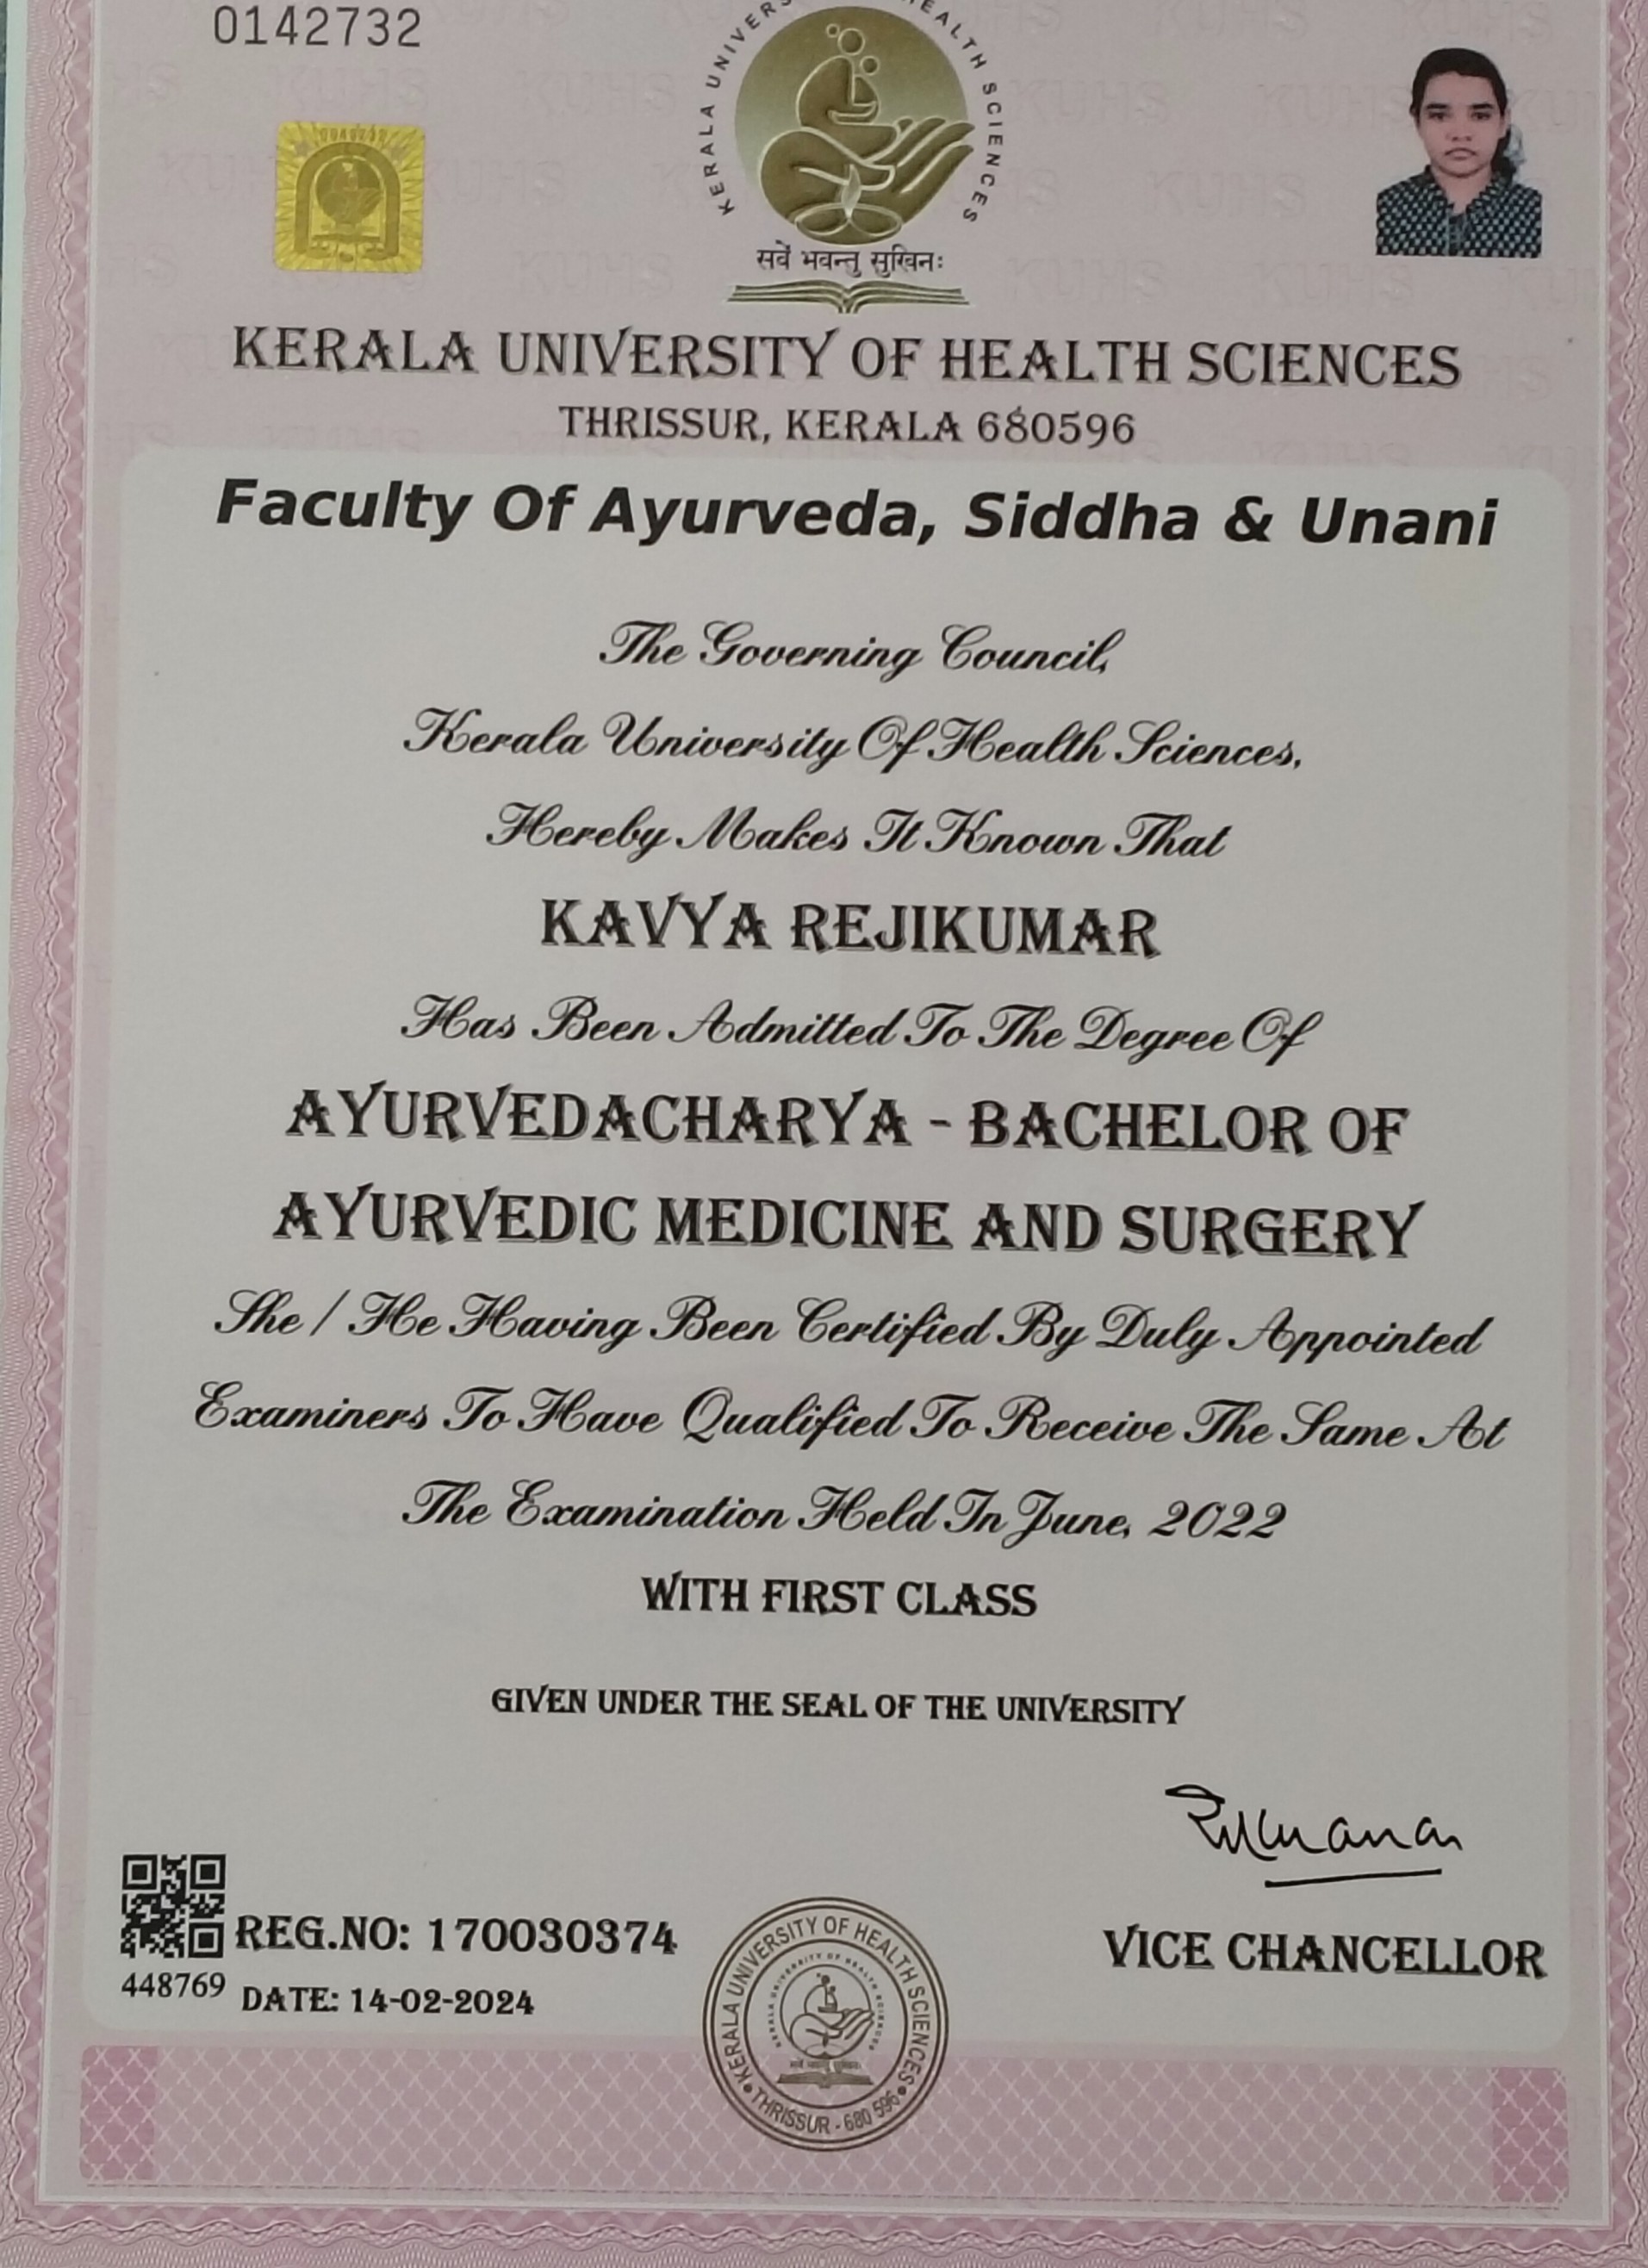 0142732
KERALA UNIVERS
HEALTH SCIENCES
सर्वे भवन्तु सुखिनः
KERALA UNIVERSITY OF HEALTH SCIENCES
THRISSUR, KERALA 680596
Faculty Of Ayurveda, Siddha & Unani
The Governing Council,
Kerala University Of Health Sciences,
Hereby Makes It Known That
KAVYA REJIKUMAR
Has Been Admitted To The Degree Of
AYURVEDACHARYA - BACHELOR OF
AYURVEDIC MEDICINE AND SURGERY
She / He Having Been Certified By Duly Appointed
Examiners To Have Qualified To Receive The Same At
The Examination Held In June, 2022
WITH FIRST CLASS
GIVEN UNDER THE SEAL OF THE UNIVERSITY
REG.NO: 170030374
448769
DATE: 14-02-2024
KERALA UNIVERSITY OF HEALTH SCIENCES
THRISSUR - 680 596
VICE CHANCELLOR